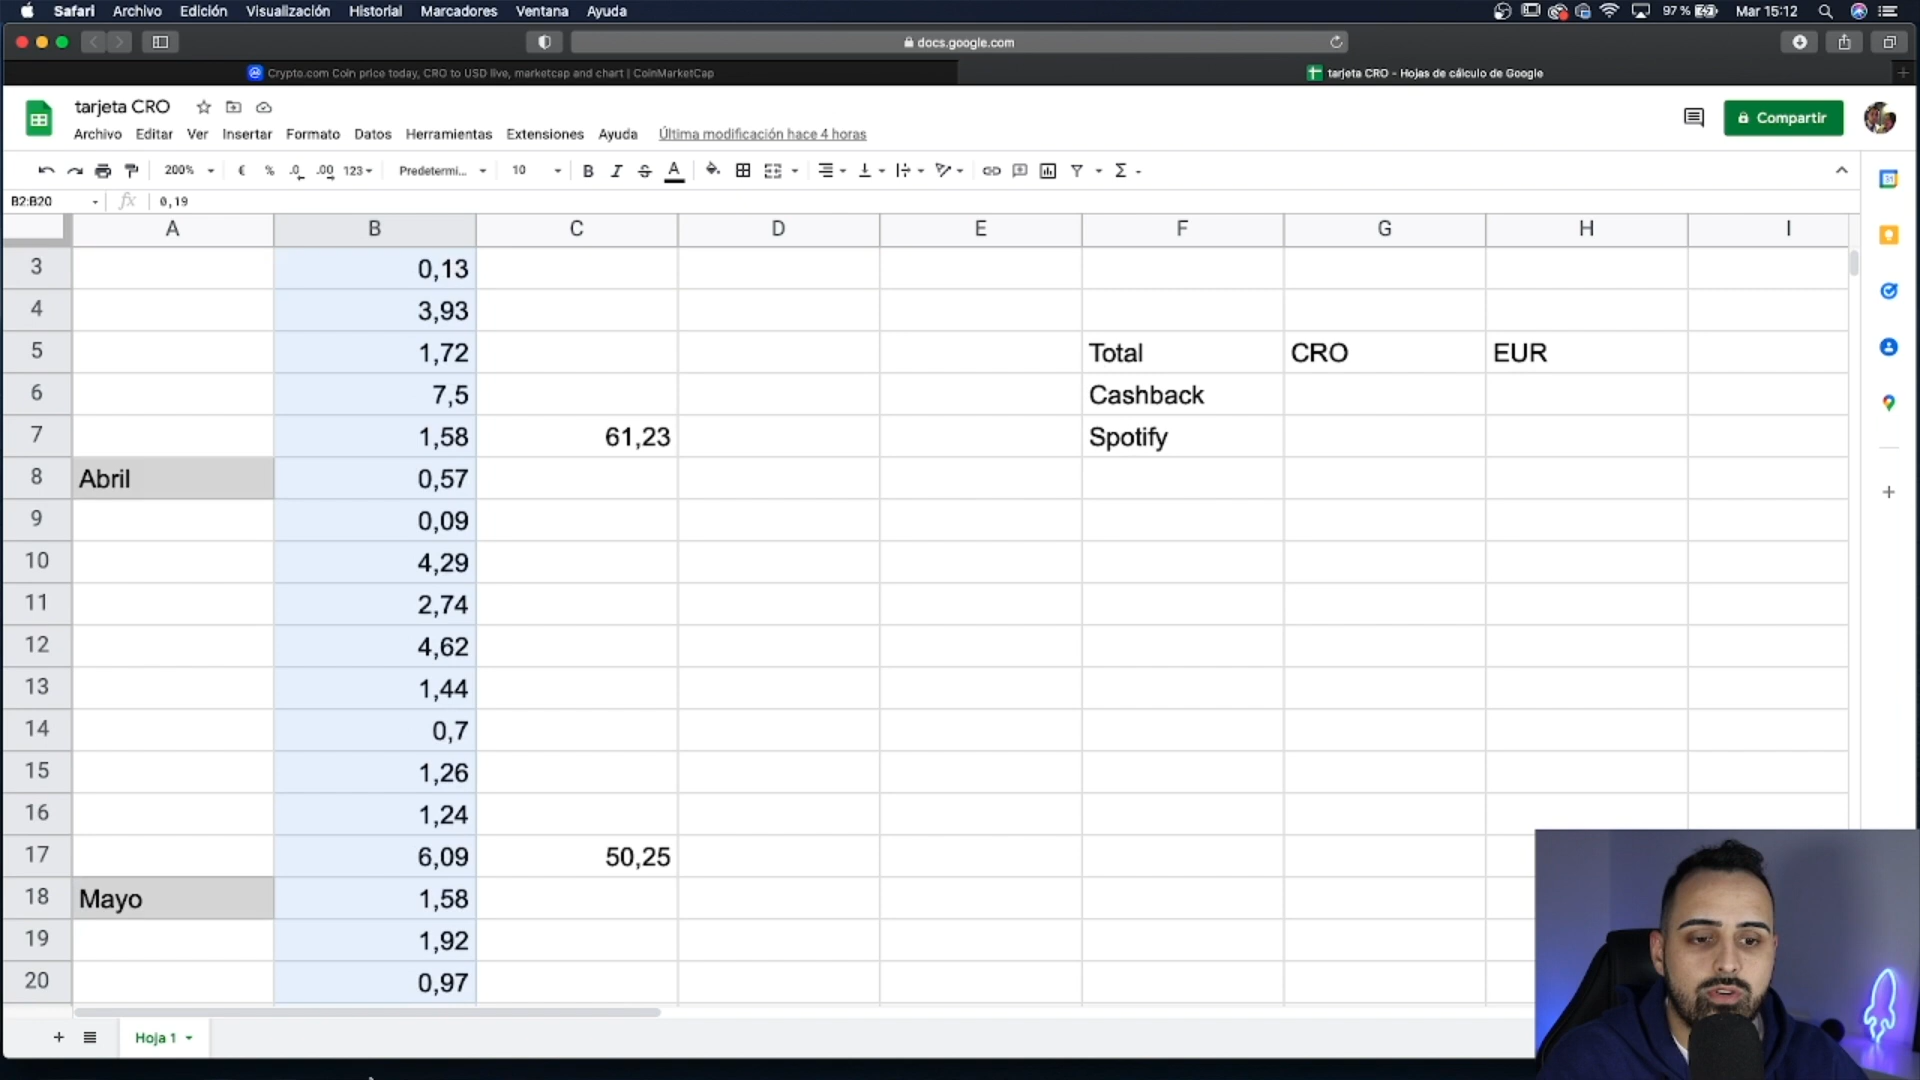 Safari Archivo Edición Visualización Historial Marcadores Ventana Ayuda 97 % Mar 15:12
docs.google.com
Crypto.com Coin price today, CRO to USD live, marketcap and chart | CoinMarketCap
tarjeta CRO - Hojas de cálculo de Google
tarjeta CRO
Archivo Editar Ver Insertar Formato Datos Herramientas Extensiones Ayuda Última modificación hace 4 horas
Compartir
200% € % .0 .00 123 Predetermi... 10 B I S A Σ
B2:B20 fx 0,19
A B C D E F G H I
3 0,13
4 3,93
5 1,72 Total CRO EUR
6 7,5 Cashback
7 1,58 61,23 Spotify
8 Abril 0,57
9 0,09
10 4,29
11 2,74
12 4,62
13 1,44
14 0,7
15 1,26
16 1,24
17 6,09 50,25
18 Mayo 1,58
19 1,92
20 0,97
Hoja 1